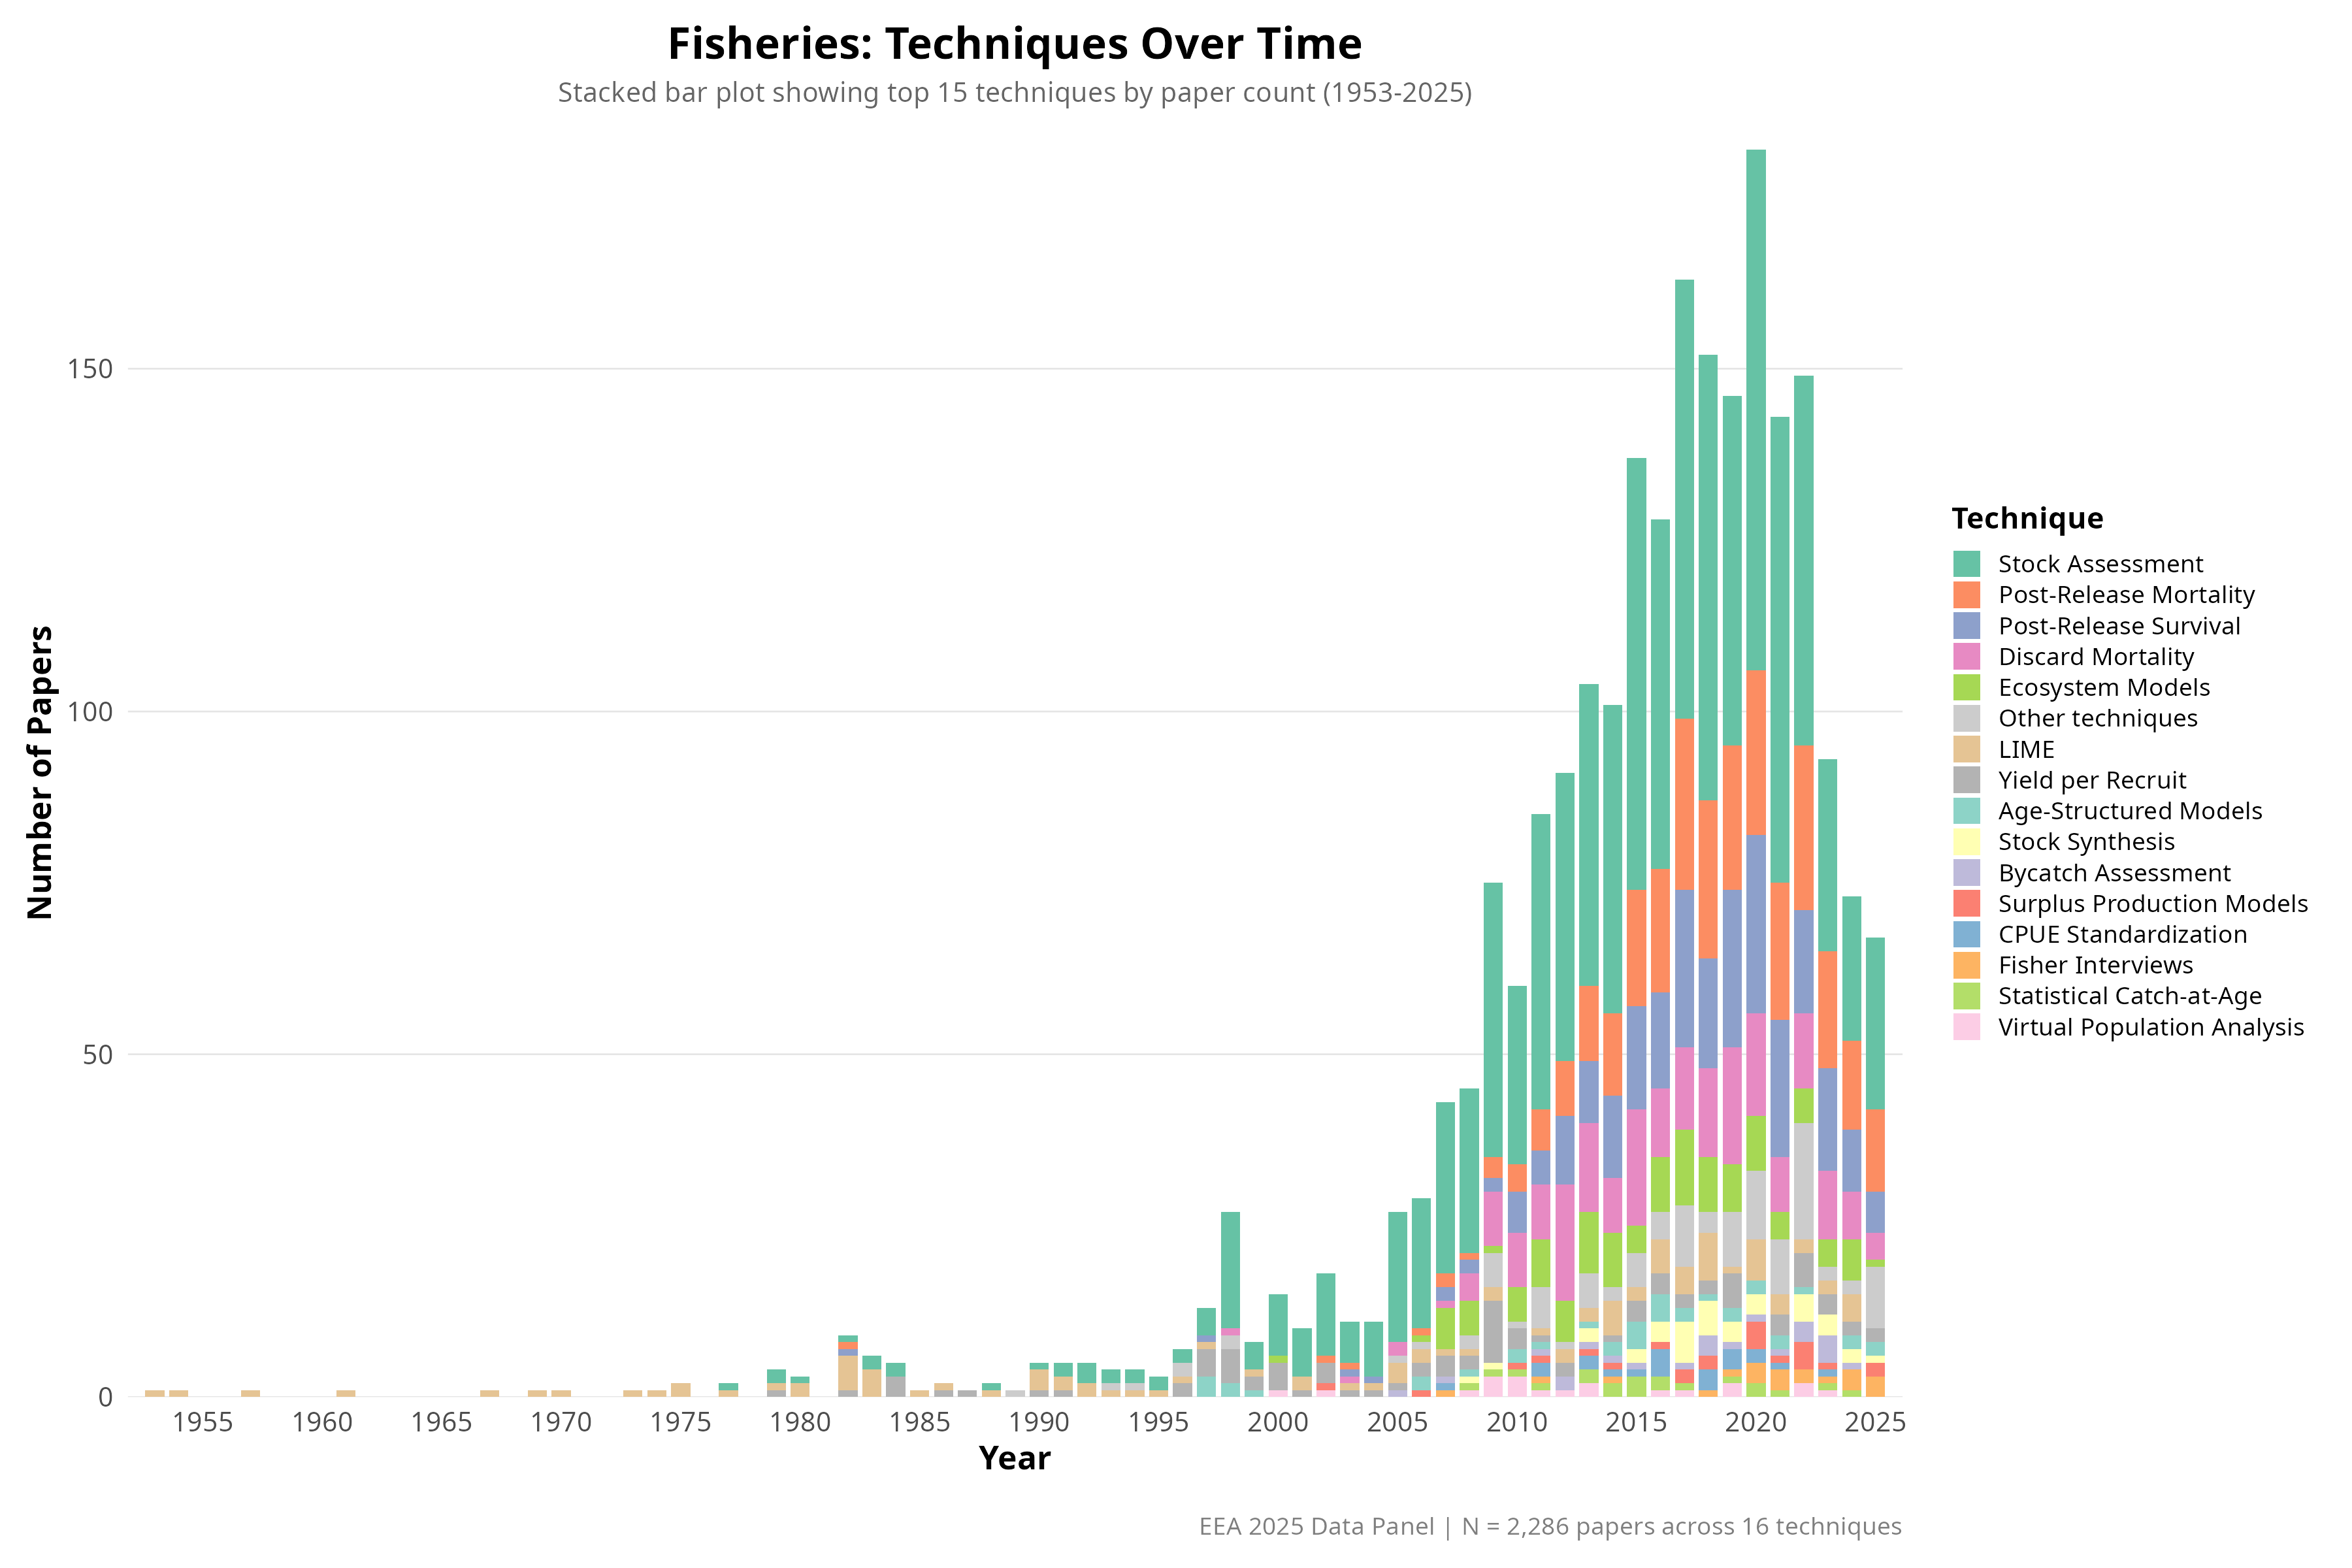 Fisheries: Techniques Over Time
Stacked bar plot showing top 15 techniques by paper count (1953-2025)
Number of Papers
150
100
50
0
1955 1960 1965 1970 1975 1980 1985 1990 1995 2000 2005 2010 2015 2020 2025
Year
Technique
Stock Assessment
Post-Release Mortality
Post-Release Survival
Discard Mortality
Ecosystem Models
Other techniques
LIME
Yield per Recruit
Age-Structured Models
Stock Synthesis
Bycatch Assessment
Surplus Production Models
CPUE Standardization
Fisher Interviews
Statistical Catch-at-Age
Virtual Population Analysis
EEA 2025 Data Panel | N = 2,286 papers across 16 techniques